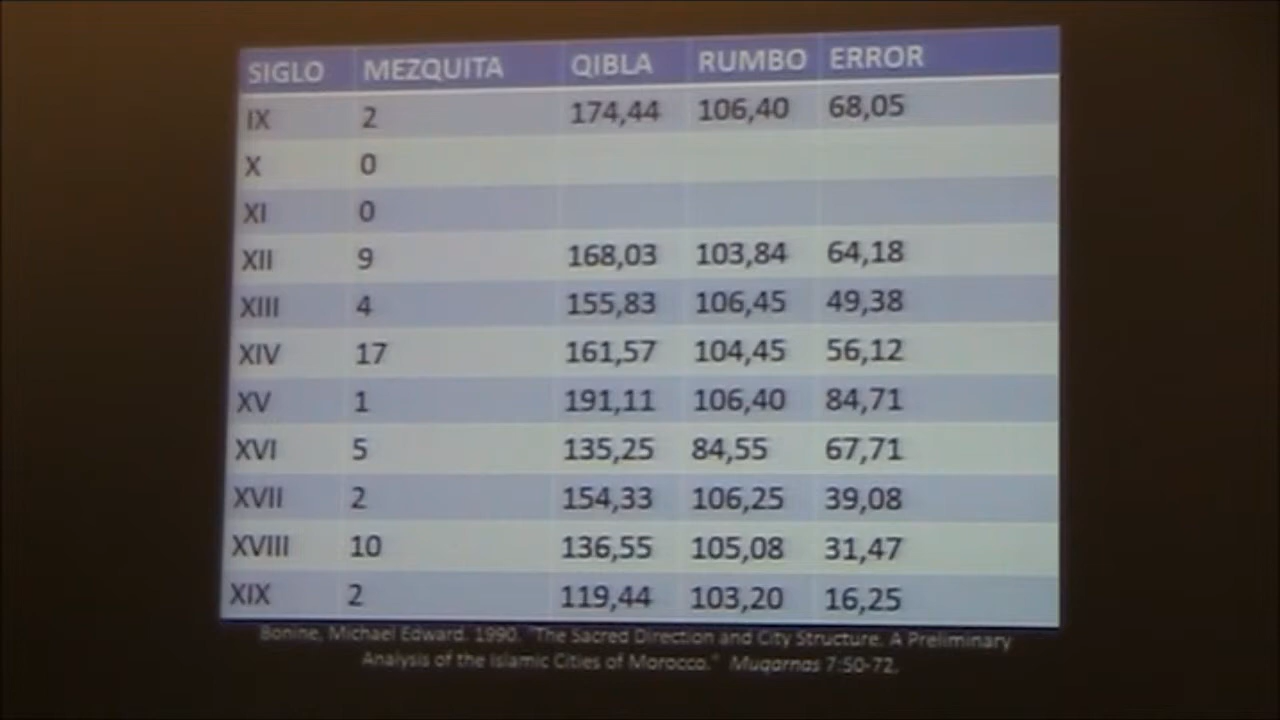 SIGLO MEZQUITA QIBLA RUMBO ERROR
IX 2 174,44 106,40 68,05
X 0
XI 0
XII 9 168,03 103,84 64,18
XIII 4 155,83 106,45 49,38
XIV 17 161,57 104,45 56,12
XV 1 191,11 106,40 84,71
XVI 5 135,25 84,55 67,71
XVII 2 154,33 106,25 39,08
XVIII 10 136,55 105,08 31,47
XIX 2 119,44 103,20 16,25
Bonine, Michael Edward. 1990. "The Sacred Direction and City Structure. A Preliminary
Analysis of the Islamic Cities of Morocco." Muqarnas 7:50-72.